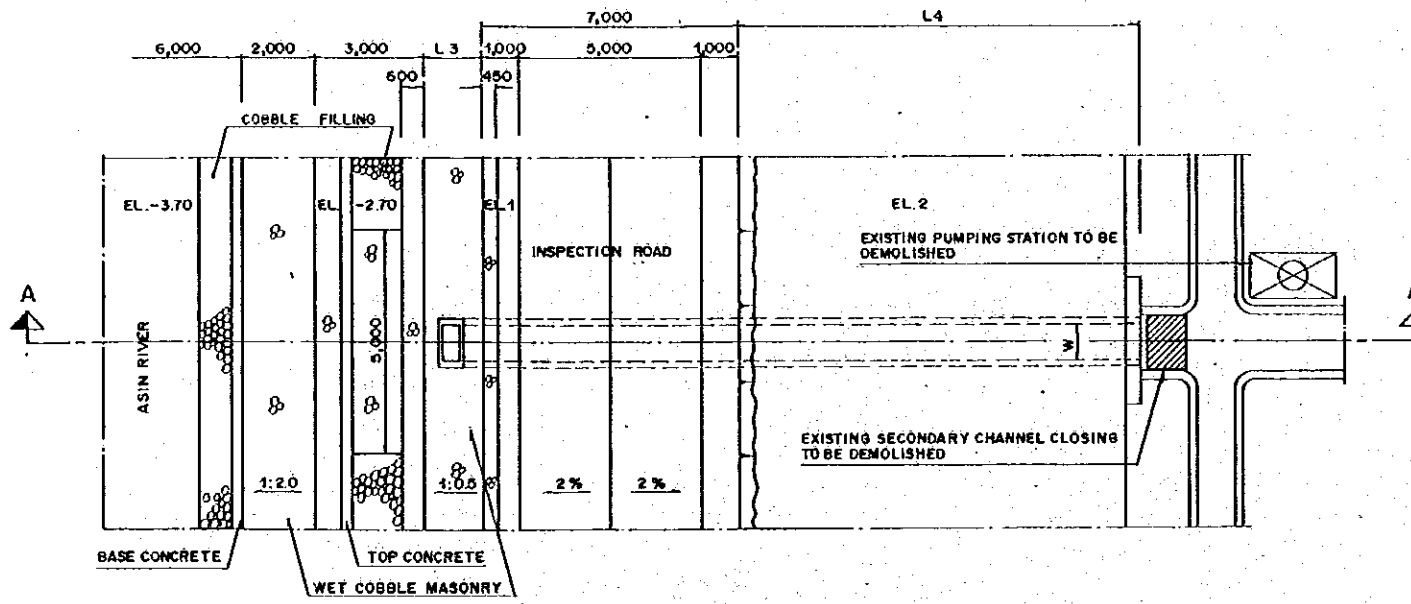 7,000
L4
6,000
2,000
3,000
L3
1,000
5,000
1,000
600
450
COBBLE FILLING
EL.-3.70
EL. -2.70
EL.1
EL.2
EXISTING PUMPING STATION TO BE
DEMOLISHED
INSPECTION ROAD
A
ASIN RIVER
5,000
W
EXISTING SECONDARY CHANNEL CLOSING
TO BE DEMOLISHED
1:2.0
1:0.5
2%
2%
BASE CONCRETE
TOP CONCRETE
WET COBBLE MASONRY